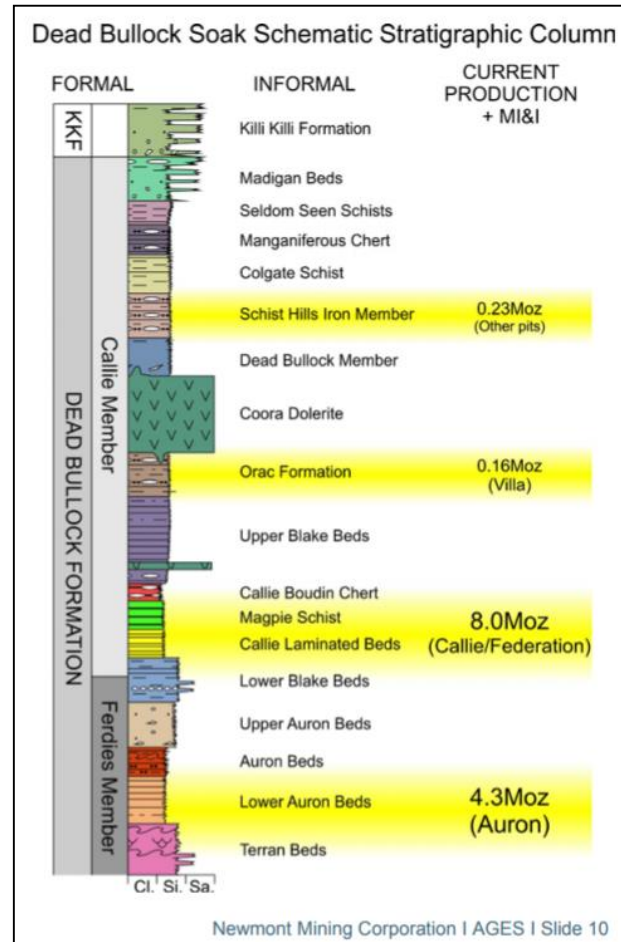 Dead Bullock Soak Schematic Stratigraphic Column
FORMAL
INFORMAL
CURRENT
PRODUCTION
+ MI&I
KKF
DEAD BULLOCK FORMATION
Callie Member
Ferdies Member
Killi Killi Formation
Madigan Beds
Seldom Seen Schists
Manganiferous Chert
Colgate Schist
Schist Hills Iron Member
0.23Moz
(Other pits)
Dead Bullock Member
Coora Dolerite
Orac Formation
0.16Moz
(Villa)
Upper Blake Beds
Callie Boudin Chert
Magpie Schist
Callie Laminated Beds
8.0Moz
(Callie/Federation)
Lower Blake Beds
Upper Auron Beds
Auron Beds
Lower Auron Beds
4.3Moz
(Auron)
Terran Beds
Cl. Si. Sa.
Newmont Mining Corporation I AGES I Slide 10